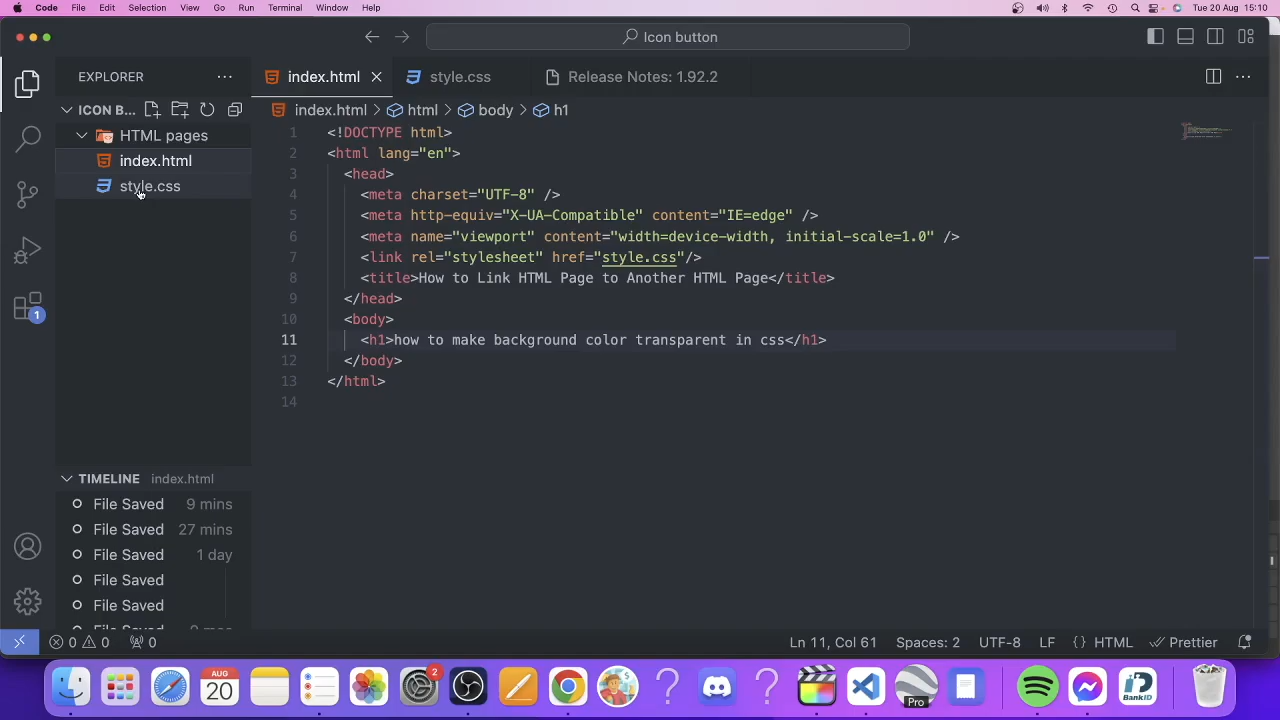 Code File Edit Selection View Go Run Terminal Window Help Tue 20 Aug 15:10
Icon button
EXPLORER
index.html style.css Release Notes: 1.92.2
ICON B...
index.html > html > body > h1
HTML pages
index.html
style.css
1 <!DOCTYPE html>
2 <html lang="en">
3 <head>
4 <meta charset="UTF-8" />
5 <meta http-equiv="X-UA-Compatible" content="IE=edge" />
6 <meta name="viewport" content="width=device-width, initial-scale=1.0" />
7 <link rel="stylesheet" href="style.css"/>
8 <title>How to Link HTML Page to Another HTML Page</title>
9 </head>
10 <body>
11 <h1>how to make background color transparent in css</h1>
12 </body>
13 </html>
14
1
TIMELINE index.html
File Saved 9 mins
File Saved 27 mins
File Saved 1 day
File Saved
File Saved
0 0 0 Ln 11, Col 61 Spaces: 2 UTF-8 LF {} HTML Prettier
AUG
20
2
Pro
BankID